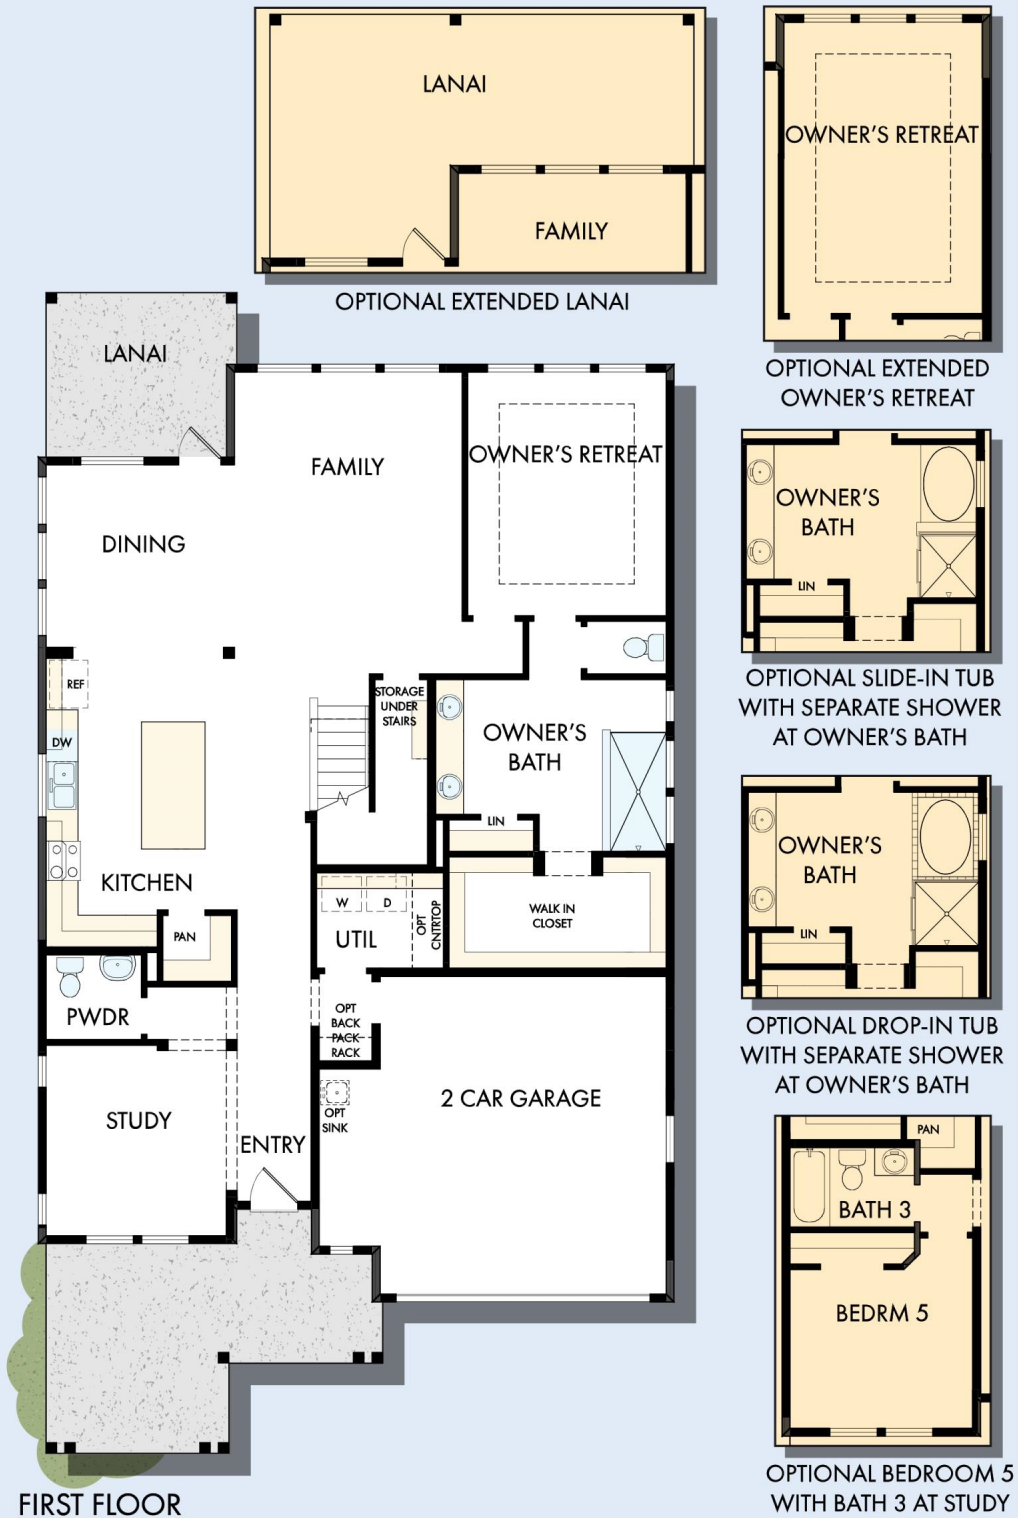 LANAI
FAMILY
OPTIONAL EXTENDED LANAI
OWNER'S RETREAT
OPTIONAL EXTENDED
OWNER'S RETREAT
LANAI
FAMILY
OWNER'S RETREAT
DINING
REF
DW
STORAGE
UNDER
STAIRS
OWNER'S
BATH
LIN
KITCHEN
PAN
W
D
OPT
CNTRTOP
UTIL
WALK IN
CLOSET
PWDR
OPT
BACK
PACK
RACK
STUDY
ENTRY
OPT
SINK
2 CAR GARAGE
FIRST FLOOR
OWNER'S
BATH
LIN
OPTIONAL SLIDE-IN TUB
WITH SEPARATE SHOWER
AT OWNER'S BATH
OWNER'S
BATH
LIN
OPTIONAL DROP-IN TUB
WITH SEPARATE SHOWER
AT OWNER'S BATH
PAN
BATH 3
BEDRM 5
OPTIONAL BEDROOM 5
WITH BATH 3 AT STUDY